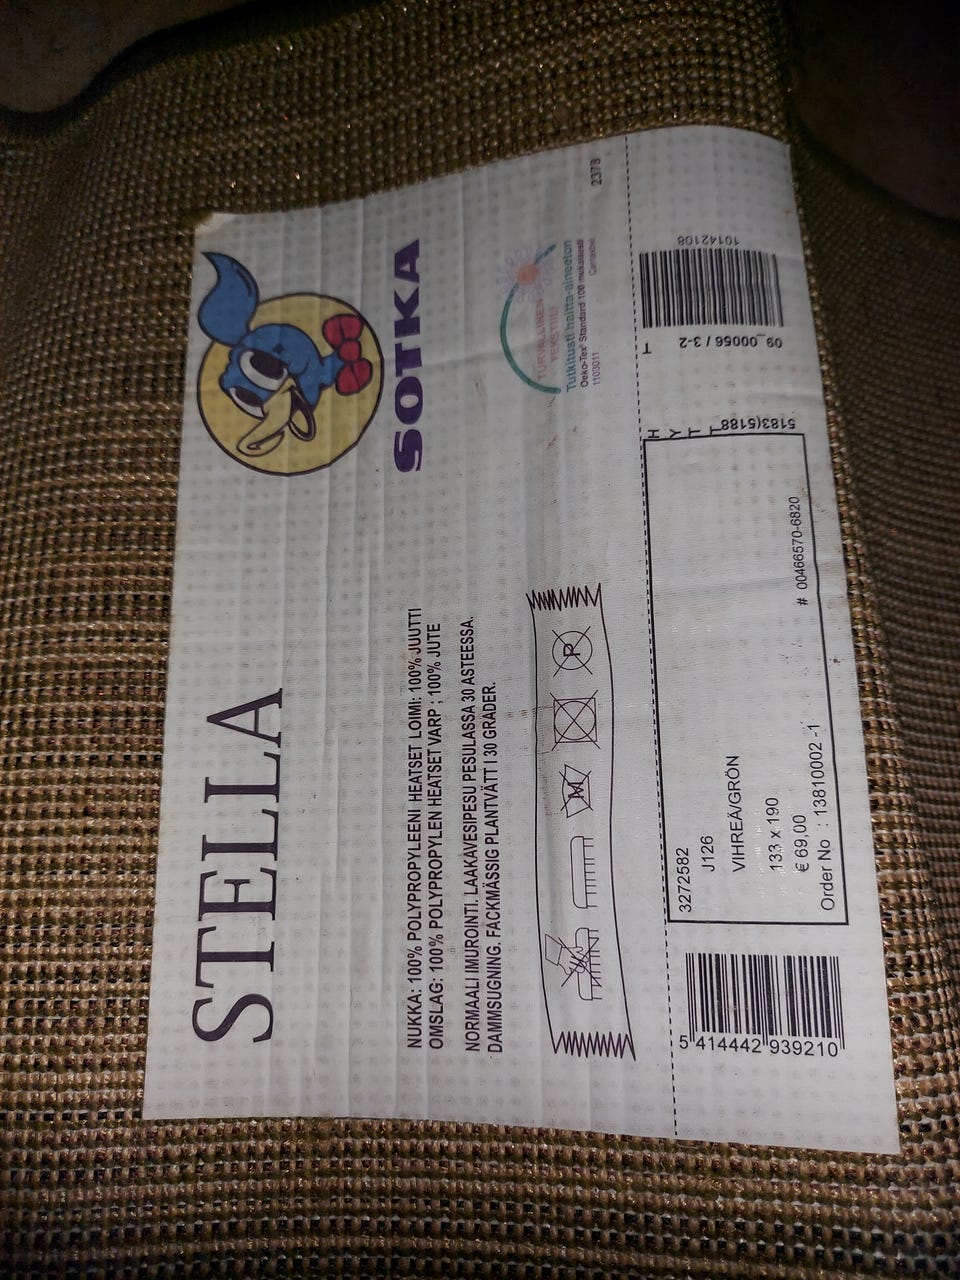 STELLA
SOTKA
NUKKA: 100% POLYPROPYLEENI HEATSET LOIMI: 100% JUUTTI
OMSLAG: 100% POLYPROPYLEN HEATSET VARP ; 100% JUTE
NORMAALI IMUROINTI. LAAKAVESIPESU PESULASSA 30 ASTEESSA.
DAMMSUGNING. FACKMÄSSIG PLANTVÄTT I 30 GRADER.
P
TURVALLINEN
TEKSTIILI
Tutkitusti haitta-aineeton
Oeko-Tex® Standard 100 mukaisesti
1103011 Centexbel
2378
3272582
J126
VIHREÄ/GRÖN
133 x 190
€ 69,00
Order No : 13810002 -1
# 00466570-6820
5 414442 939210
H
Y
T
T
5183(5188
T
09_00056 / 3-2
10142108